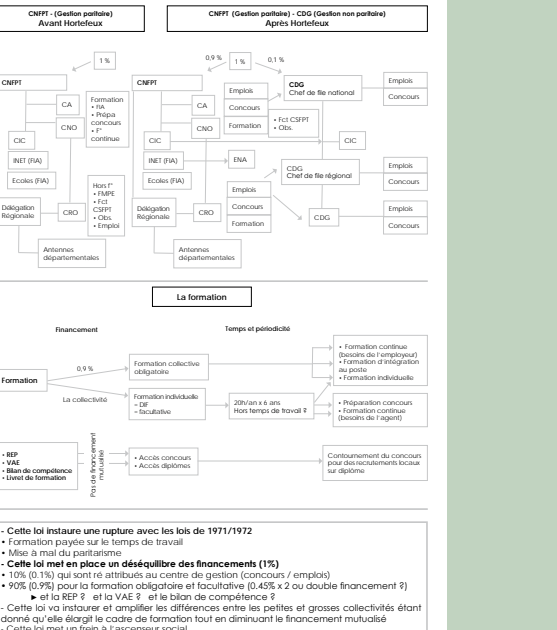 CNFPT - (Gestion paritaire)
Avant Hortefeux
CNFPT (Gestion paritaire) - CDG (Gestion non paritaire)
Après Hortefeux
1 %
CNFPT
CA
CNO
CIC
INET (FIA)
Ecoles (FIA)
Délégation
Régionale
CRO
Antennes
départementales
Formation
• FIA
• Prépa
concours
• F°
continue
Hors f°
• FMPE
• Fct
CSFPT
• Obs.
• Emploi
0,9 %
1 %
0,1 %
CNFPT
CA
CNO
CIC
INET (FIA)
Ecoles (FIA)
Délégation
Régionale
CRO
Antennes
départementales
Emplois
Concours
Formation
• Fct CSFPT
• Obs.
ENA
Emplois
Concours
Formation
CDG
Chef de file national
Emplois
Concours
CIC
CDG
Chef de file régional
Emplois
Concours
CDG
Emplois
Concours
La formation
Financement
Temps et périodicité
Formation
0,9 %
La collectivité
Formation collective
obligatoire
Formation individuelle
– DIF
– facultative
20h/an x 6 ans
Hors temps de travail ?
• Formation continue
(besoins de l'employeur)
• Formation d'intégration
au poste
• Formation individuelle
• Préparation concours
• Formation continue
(besoins de l'agent)
• REP
• VAE
• Bilan de compétence
• Livret de formation
Pas de financement
mutualisé
• Accès concours
• Accès diplômes
Contournement du concours
pour des recrutements locaux
sur diplôme
- Cette loi instaure une rupture avec les lois de 1971/1972
• Formation payée sur le temps de travail
• Mise à mal du paritarisme
- Cette loi met en place un déséquilibre des financements (1%)
• 10% (0.1%) qui sont ré attribués au centre de gestion (concours / emplois)
• 90% (0.9%) pour la formation obligatoire et facultative (0.45% x 2 ou double financement ?)
► et la REP ? et la VAE ? et le bilan de compétence ?
- Cette loi va instaurer et amplifier les différences entre les petites et grosses collectivités étant
donné qu'elle élargit le cadre de formation tout en diminuant le financement mutualisé
- Cette loi met un frein à l'ascenseur social